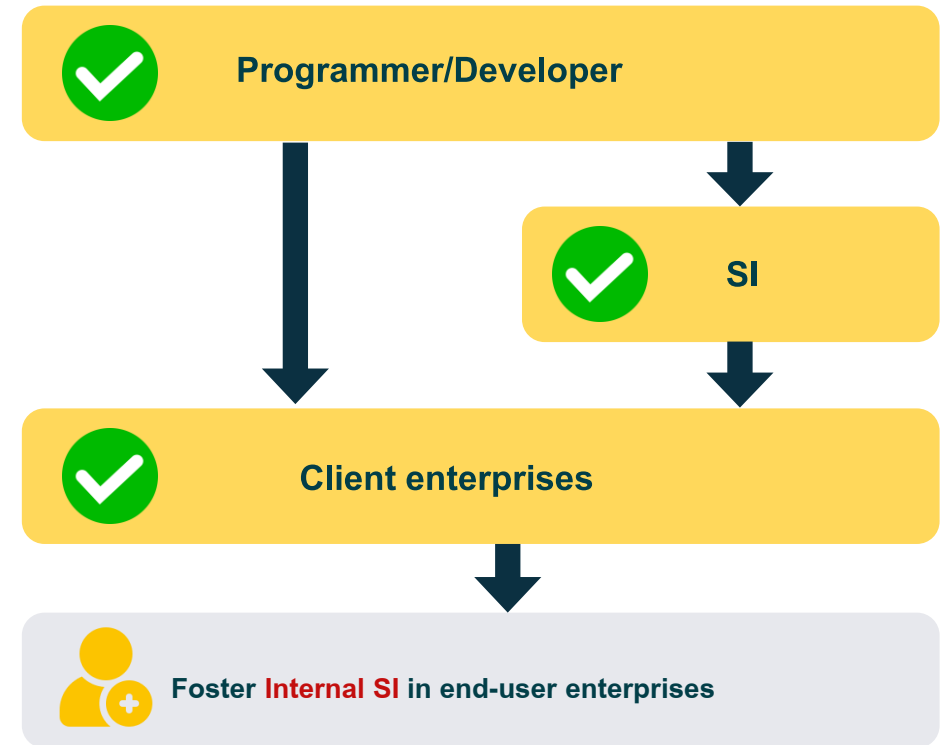 Programmer/Developer
SI
Client enterprises
Foster Internal SI in end-user enterprises